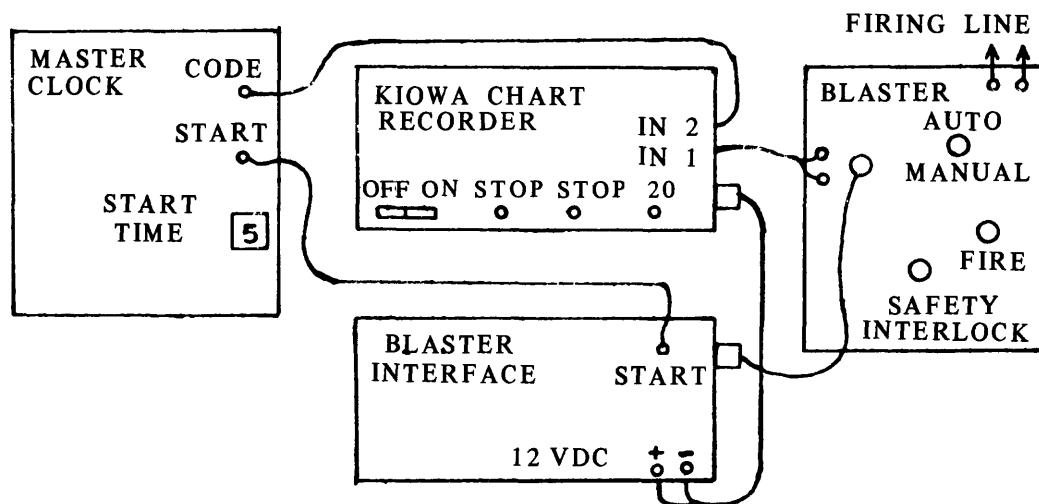 MASTER
CLOCK
CODE
START
START
TIME
5
KIOWA CHART
RECORDER
IN 2
IN 1
OFF ON STOP STOP 20
BLASTER
INTERFACE
START
12 VDC
+ −
FIRING LINE
BLASTER
AUTO
MANUAL
FIRE
SAFETY
INTERLOCK